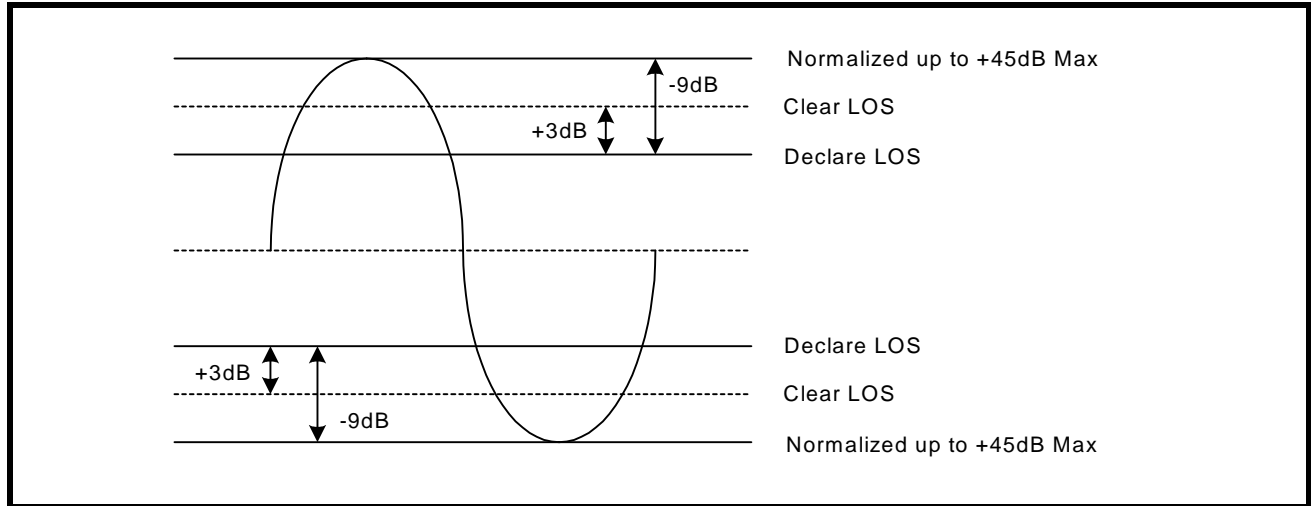 Normalized up to +45dB Max
-9dB
Clear LOS
+3dB
Declare LOS
Declare LOS
+3dB
Clear LOS
-9dB
Normalized up to +45dB Max